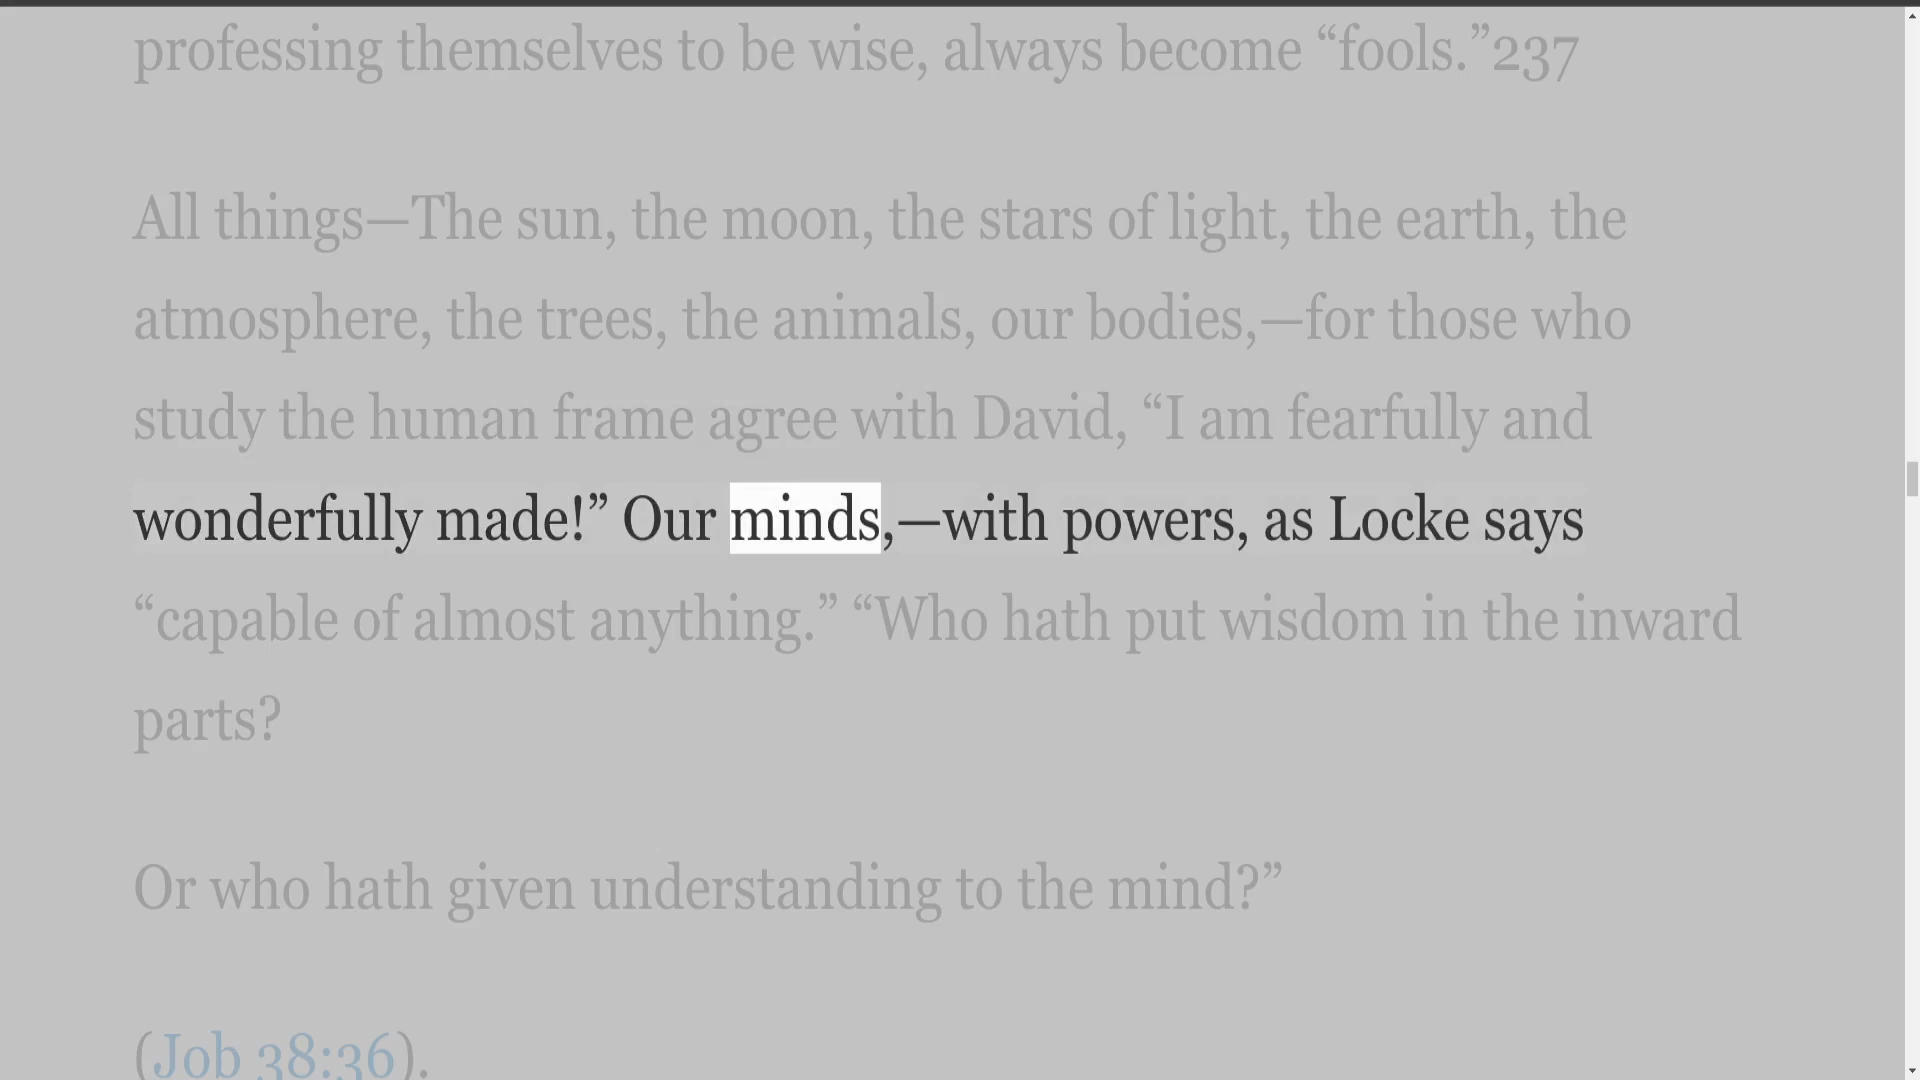 professing themselves to be wise, always become “fools.”237
All things—The sun, the moon, the stars of light, the earth, the
atmosphere, the trees, the animals, our bodies,—for those who
study the human frame agree with David, “I am fearfully and
wonderfully made!” Our minds,—with powers, as Locke says
“capable of almost anything.” “Who hath put wisdom in the inward
parts?
Or who hath given understanding to the mind?”
(Job 38:36).